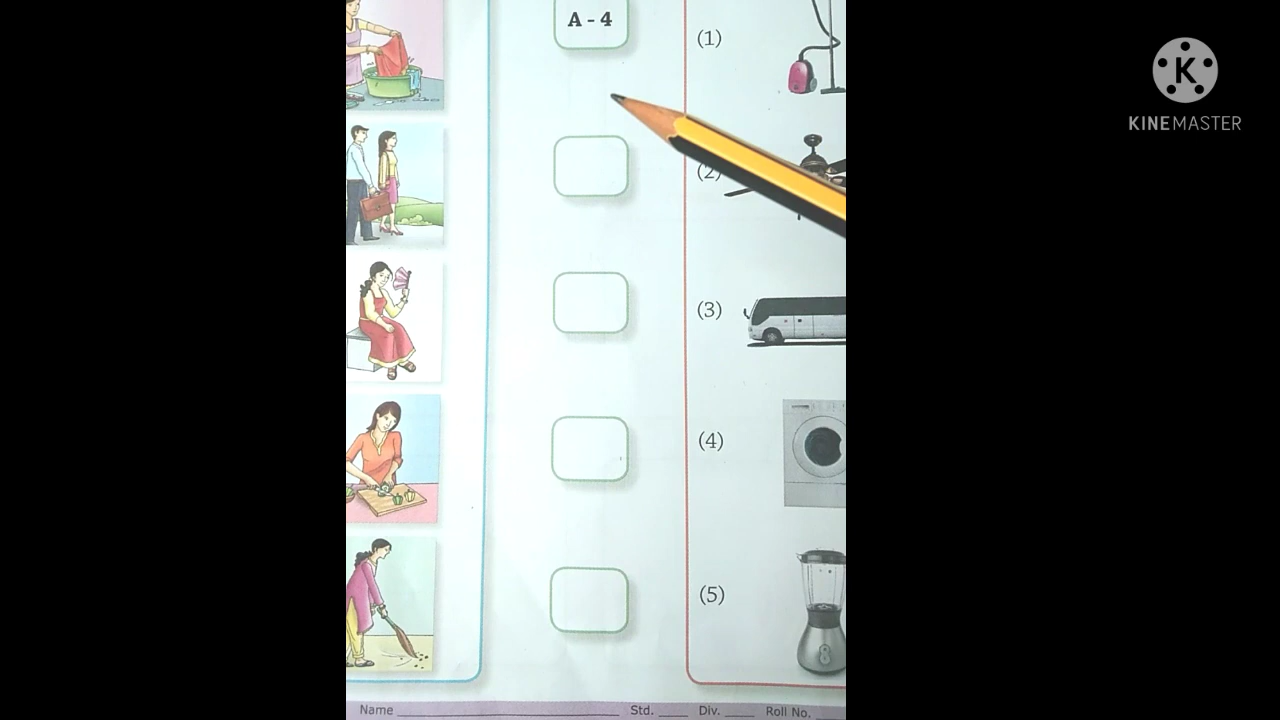 A - 4
(1)
(2)
(3)
(4)
(5)
Name
Std.
Div.
Roll No.
K
KINEMASTER